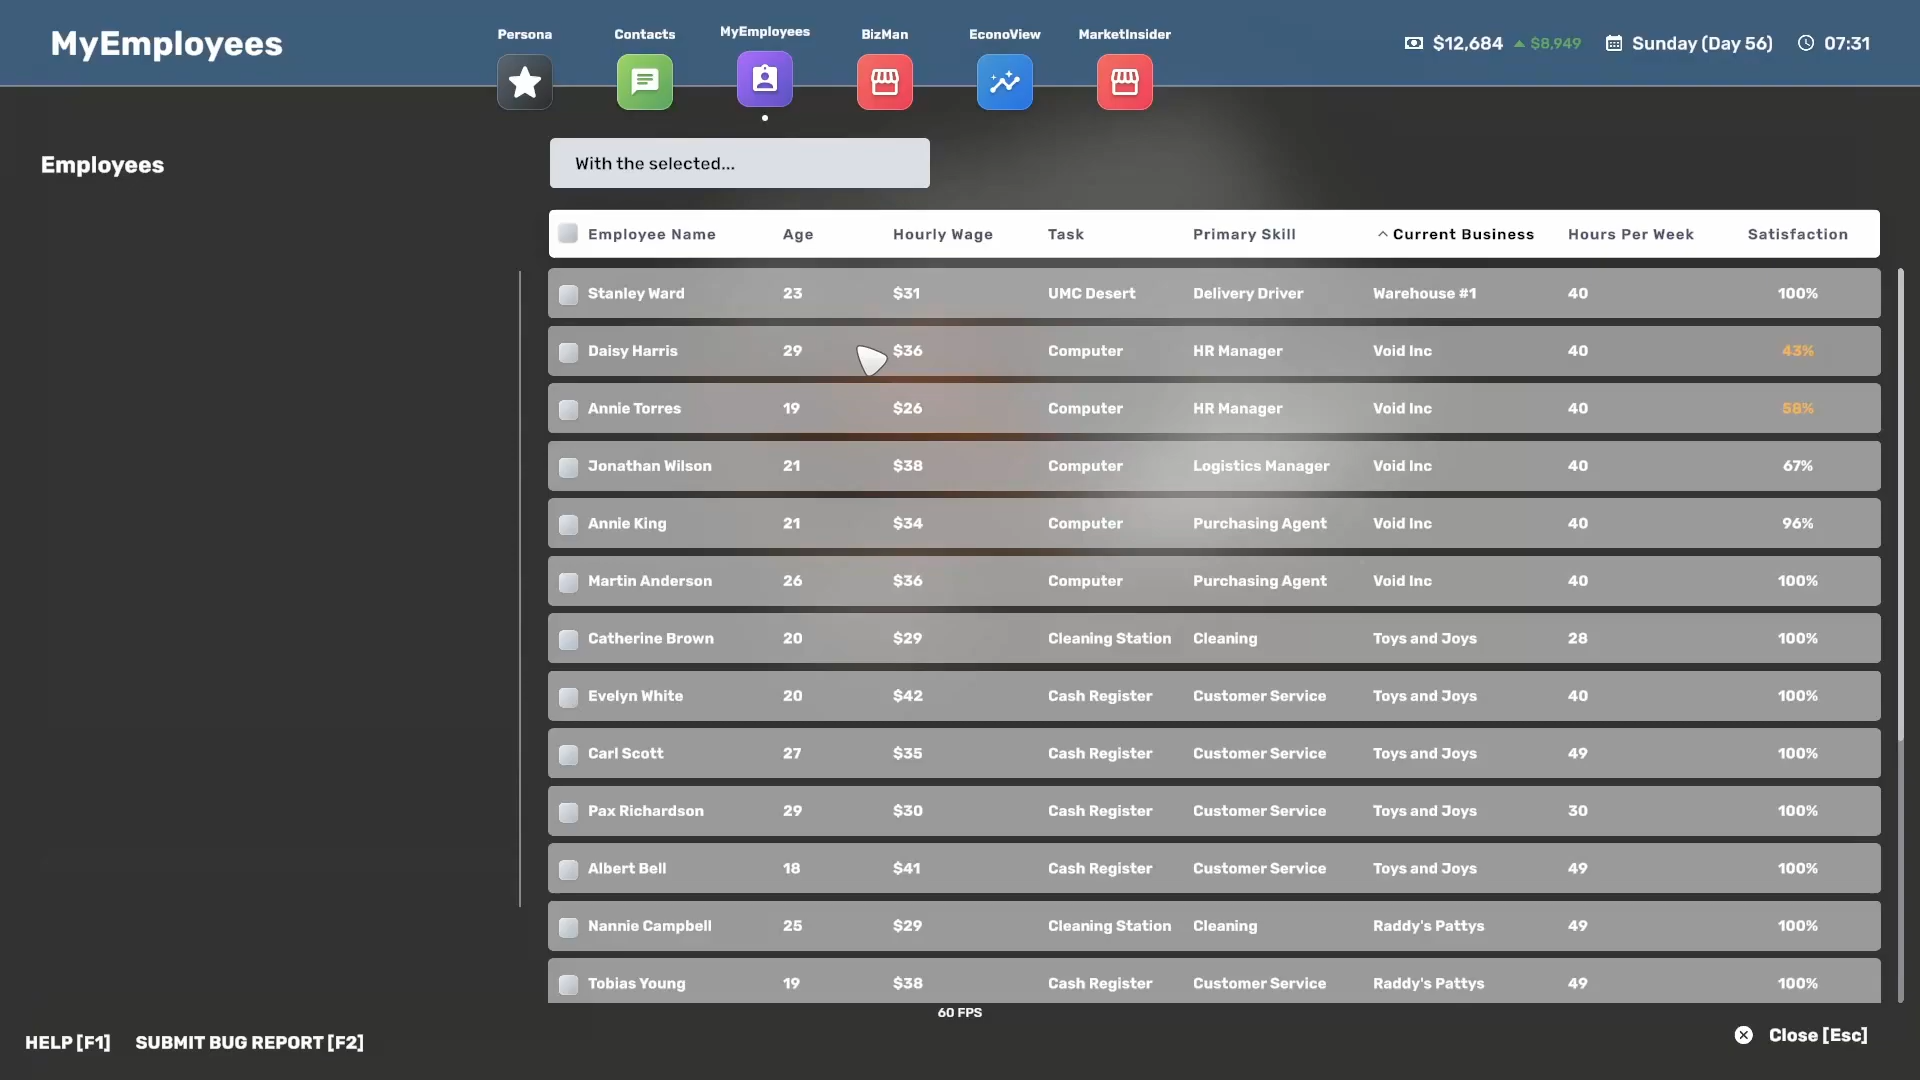 MyEmployees
Persona
Contacts
MyEmployees
BizMan
EconoView
MarketInsider
$12,684 $8,949 Sunday (Day 56) 07:31
Employees
With the selected...
Employee Name Age Hourly Wage Task Primary Skill Current Business Hours Per Week Satisfaction
Stanley Ward 23 $31 UMC Desert Delivery Driver Warehouse #1 40 100%
Daisy Harris 29 $36 Computer HR Manager Void Inc 40 43%
Annie Torres 19 $26 Computer HR Manager Void Inc 40 58%
Jonathan Wilson 21 $38 Computer Logistics Manager Void Inc 40 67%
Annie King 21 $34 Computer Purchasing Agent Void Inc 40 96%
Martin Anderson 26 $36 Computer Purchasing Agent Void Inc 40 100%
Catherine Brown 20 $29 Cleaning Station Cleaning Toys and Joys 28 100%
Evelyn White 20 $42 Cash Register Customer Service Toys and Joys 40 100%
Carl Scott 27 $35 Cash Register Customer Service Toys and Joys 49 100%
Pax Richardson 29 $30 Cash Register Customer Service Toys and Joys 30 100%
Albert Bell 18 $41 Cash Register Customer Service Toys and Joys 49 100%
Nannie Campbell 25 $29 Cleaning Station Cleaning Raddy's Pattys 49 100%
Tobias Young 19 $38 Cash Register Customer Service Raddy's Pattys 49 100%
60 FPS
HELP [F1] SUBMIT BUG REPORT [F2] Close [Esc]